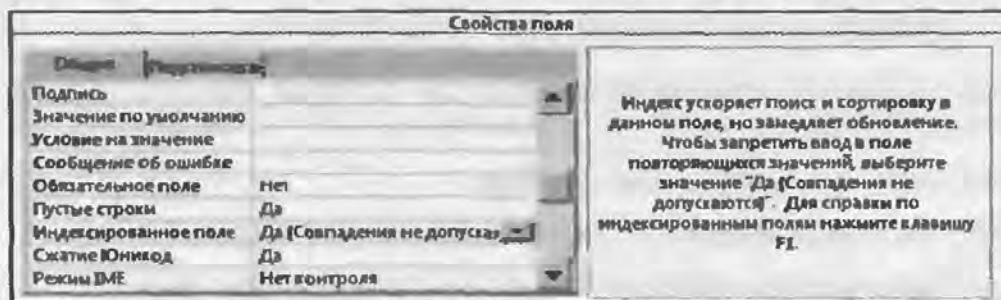 Свойства поля
Общие Подстановка
Подпись
Значение по умолчанию
Условие на значение
Сообщение об ошибке
Обязательное поле Нет
Пустые строки Да
Индексированное поле Да (Совпадения не допускаю
Сжатие Юникод Да
Режим IME Нет контроля
Индекс ускоряет поиск и сортировку в
данном поле, но замедляет обновление.
Чтобы запретить ввод в поле
повторяющихся значений, выберите
значение "Да (Совпадения не
допускаются)". Для справки по
индексированным полям нажмите клавишу
F1.